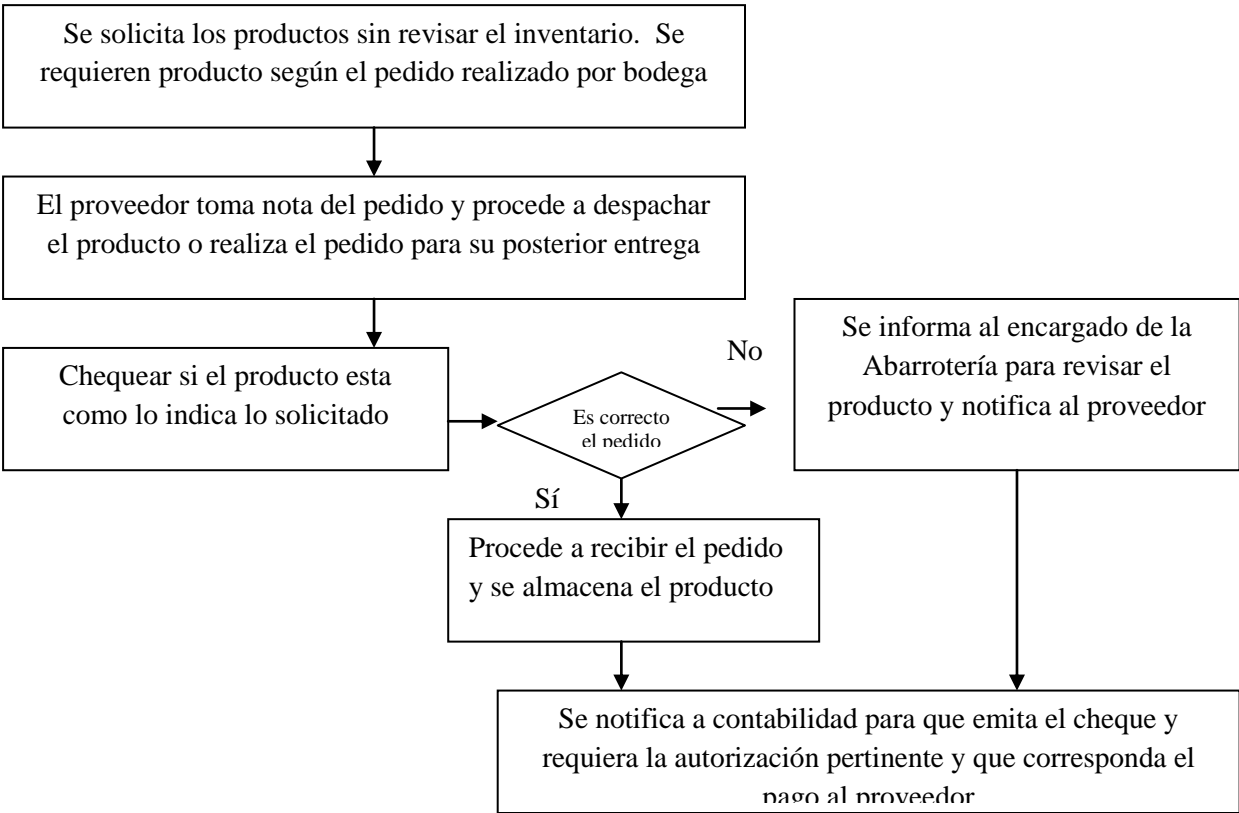 Se solicita los productos sin revisar el inventario.  Se
requieren producto según el pedido realizado por bodega
El proveedor toma nota del pedido y procede a despachar
el producto o realiza el pedido para su posterior entrega
Chequear si el producto esta
como lo indica lo solicitado
Es correcto
el pedido
No
Se informa al encargado de la
Abarrotería para revisar el
producto y notifica al proveedor
Sí
Procede a recibir el pedido
y se almacena el producto
Se notifica a contabilidad para que emita el cheque y
requiera la autorización pertinente y que corresponda el
pago al proveedor